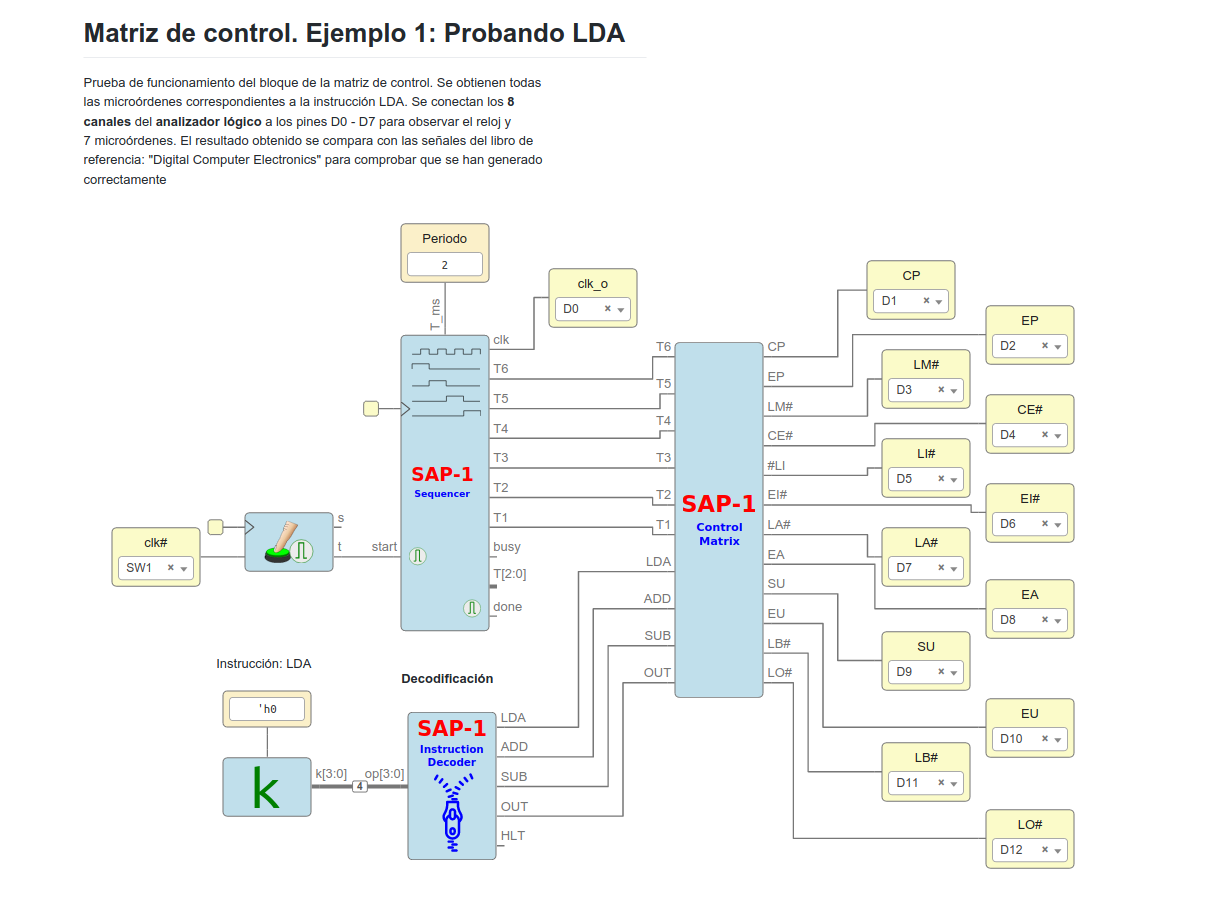 Matriz de control. Ejemplo 1: Probando LDA
Prueba de funcionamiento del bloque de la matriz de control. Se obtienen todas
las microórdenes correspondientes a la instrucción LDA. Se conectan los 8
canales del analizador lógico a los pines D0 - D7 para observar el reloj y
7 microórdenes. El resultado obtenido se compara con las señales del libro de
referencia: "Digital Computer Electronics" para comprobar que se han generado
correctamente
Periodo
2
T_ms
clk_o
D0 ×
clk
T6
T5
T4
T3
T2
T1
busy
T[2:0]
done
SAP-1
Sequencer
start
clk#
SW1 ×
s
t
T6
T5
T4
T3
T2
T1
LDA
ADD
SUB
OUT
SAP-1
Control
Matrix
CP
EP
LM#
CE#
#LI
EI#
LA#
EA
SU
EU
LB#
LO#
CP
D1 ×
EP
D2 ×
LM#
D3 ×
CE#
D4 ×
LI#
D5 ×
EI#
D6 ×
LA#
D7 ×
EA
D8 ×
SU
D9 ×
EU
D10 ×
LB#
D11 ×
LO#
D12 ×
Instrucción: LDA
'h0
k
k[3:0]
4
op[3:0]
Decodificación
SAP-1
Instruction
Decoder
LDA
ADD
SUB
OUT
HLT